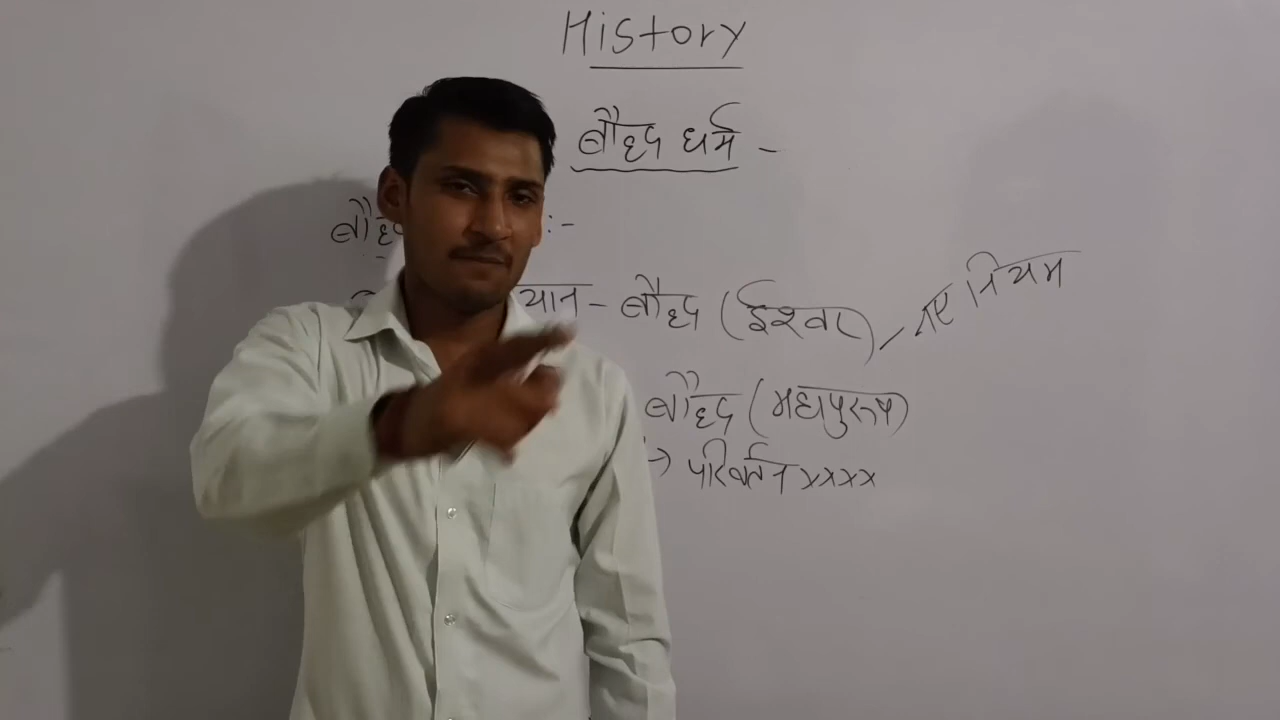 History
बौद्ध धर्म -
बौद्ध :-
यान - बौद्ध (ईश्वर) - नए नियम
बौद्ध (महापुरूष)
→ परिवर्तन xxxx